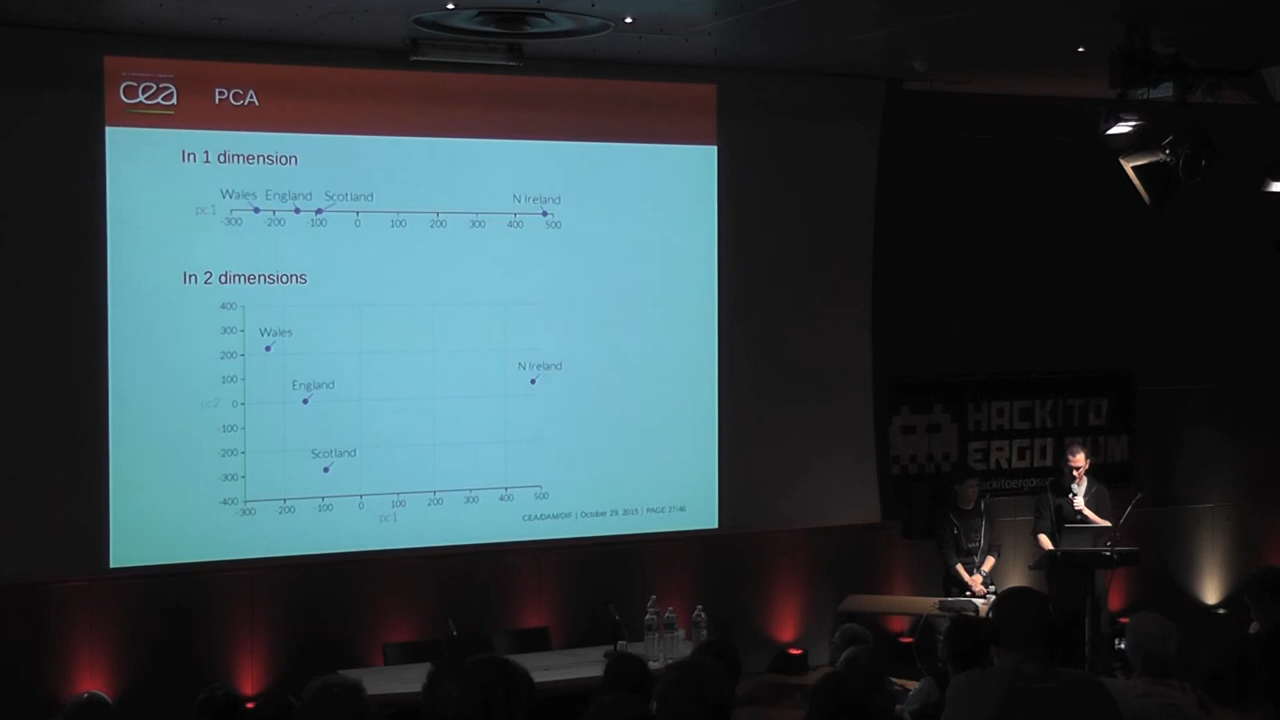 cea PCA
In 1 dimension
Wales England Scotland N Ireland
pc1
-300 -200 -100 0 100 200 300 400 500
In 2 dimensions
400
300
Wales
200
N Ireland
100
England
pc2 0
-100
Scotland
-200
-300
-400
-300 -200 -100 0 100 200 300 400 500
pc1
CEA/DAM/DIF | October 29, 2015 | PAGE 27/46
HACKITO
ERGO UM
ackitoergosu